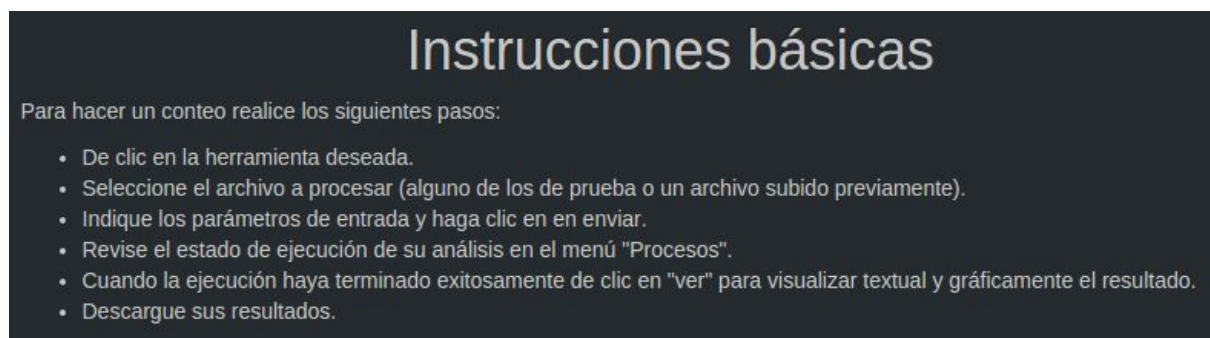 Instrucciones básicas
Para hacer un conteo realice los siguientes pasos:
• De clic en la herramienta deseada.
• Seleccione el archivo a procesar (alguno de los de prueba o un archivo subido previamente).
• Indique los parámetros de entrada y haga clic en en enviar.
• Revise el estado de ejecución de su análisis en el menú "Procesos".
• Cuando la ejecución haya terminado exitosamente de clic en "ver" para visualizar textual y gráficamente el resultado.
• Descargue sus resultados.